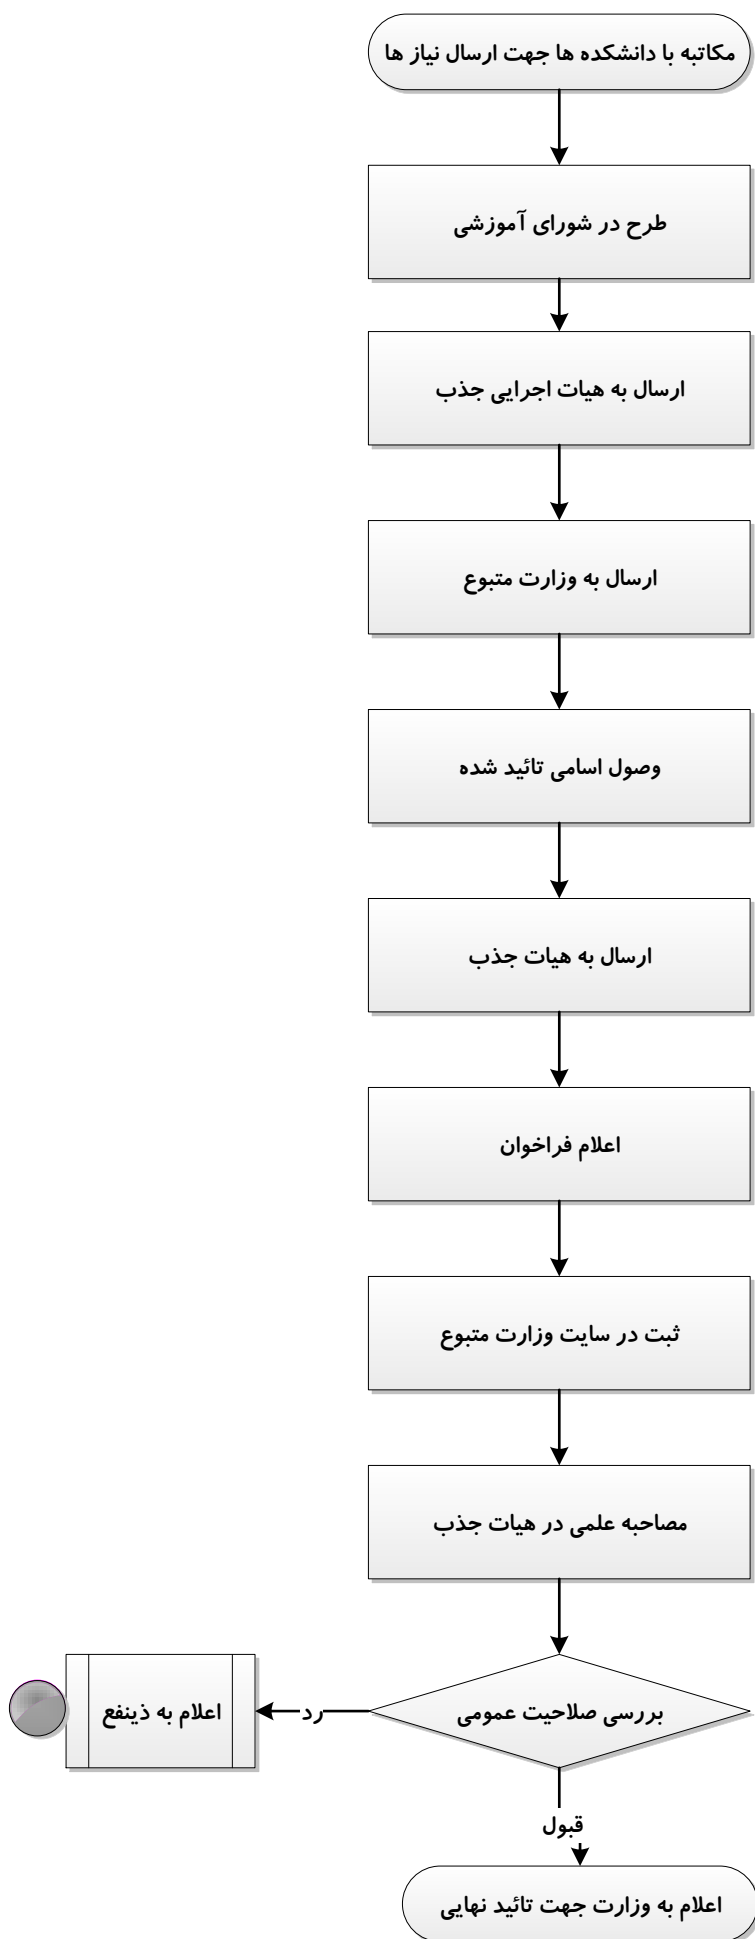 مکاتبه با دانشکده ها جهت ارسال نیاز ها
طرح در شورای آموزشی
ارسال به هیات اجرایی جذب
ارسال به وزارت متبوع
وصول اسامی تائید شده
ارسال به هیات جذب
اعلام فراخوان
ثبت در سایت وزارت متبوع
مصاحبه علمی در هیات جذب
بررسی صلاحیت عمومی
رد
اعلام به ذینفع
قبول
اعلام به وزارت جهت تائید نهایی